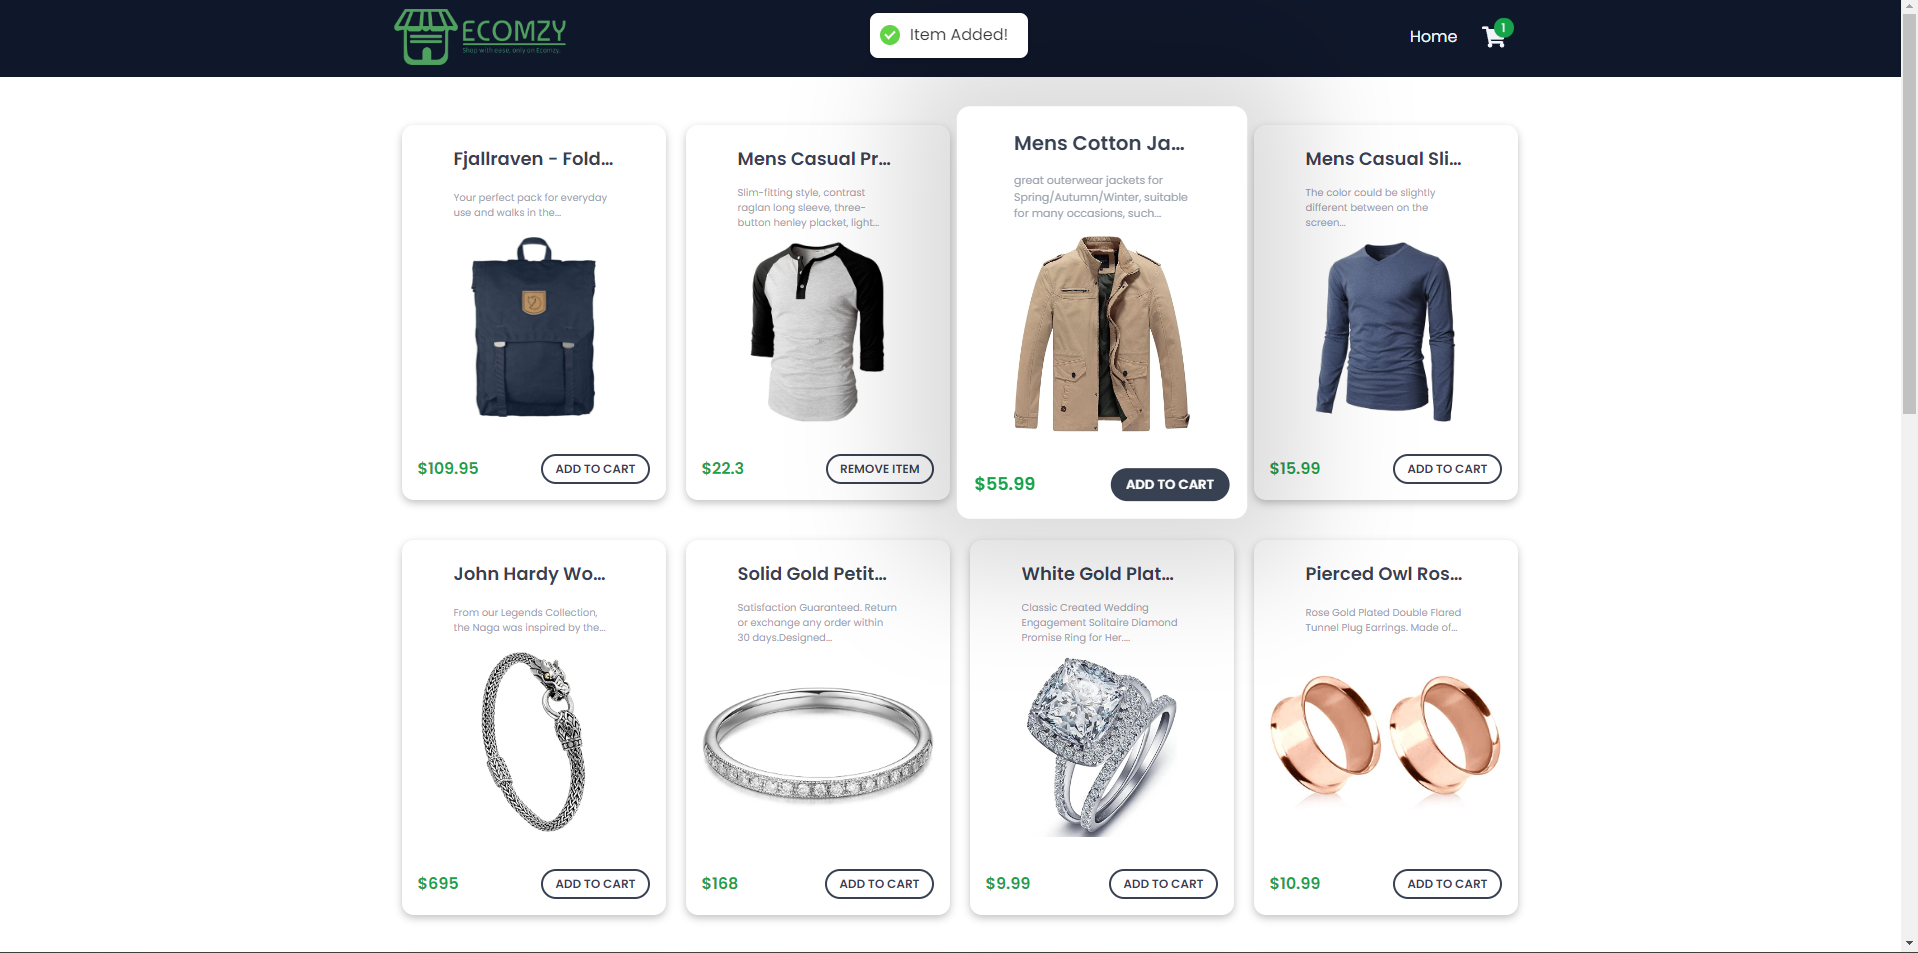 ECOMZY
Shop with ease, only on Ecomzy.
Item Added!
Home
1
Fjallraven - Fold...
Your perfect pack for everyday
use and walks in the...
$109.95
ADD TO CART
Mens Casual Pr...
Slim-fitting style, contrast
raglan long sleeve, three-
button henley placket, light...
$22.3
REMOVE ITEM
Mens Cotton Ja...
great outerwear jackets for
Spring/Autumn/Winter, suitable
for many occasions, such...
$55.99
ADD TO CART
Mens Casual Sli...
The color could be slightly
different between on the
screen...
$15.99
ADD TO CART
John Hardy Wo...
From our Legends Collection,
the Naga was inspired by the...
$695
ADD TO CART
Solid Gold Petit...
Satisfaction Guaranteed. Return
or exchange any order within
30 days.Designed...
$168
ADD TO CART
White Gold Plat...
Classic Created Wedding
Engagement Solitaire Diamond
Promise Ring for Her....
$9.99
ADD TO CART
Pierced Owl Ros...
Rose Gold Plated Double Flared
Tunnel Plug Earrings. Made of...
$10.99
ADD TO CART